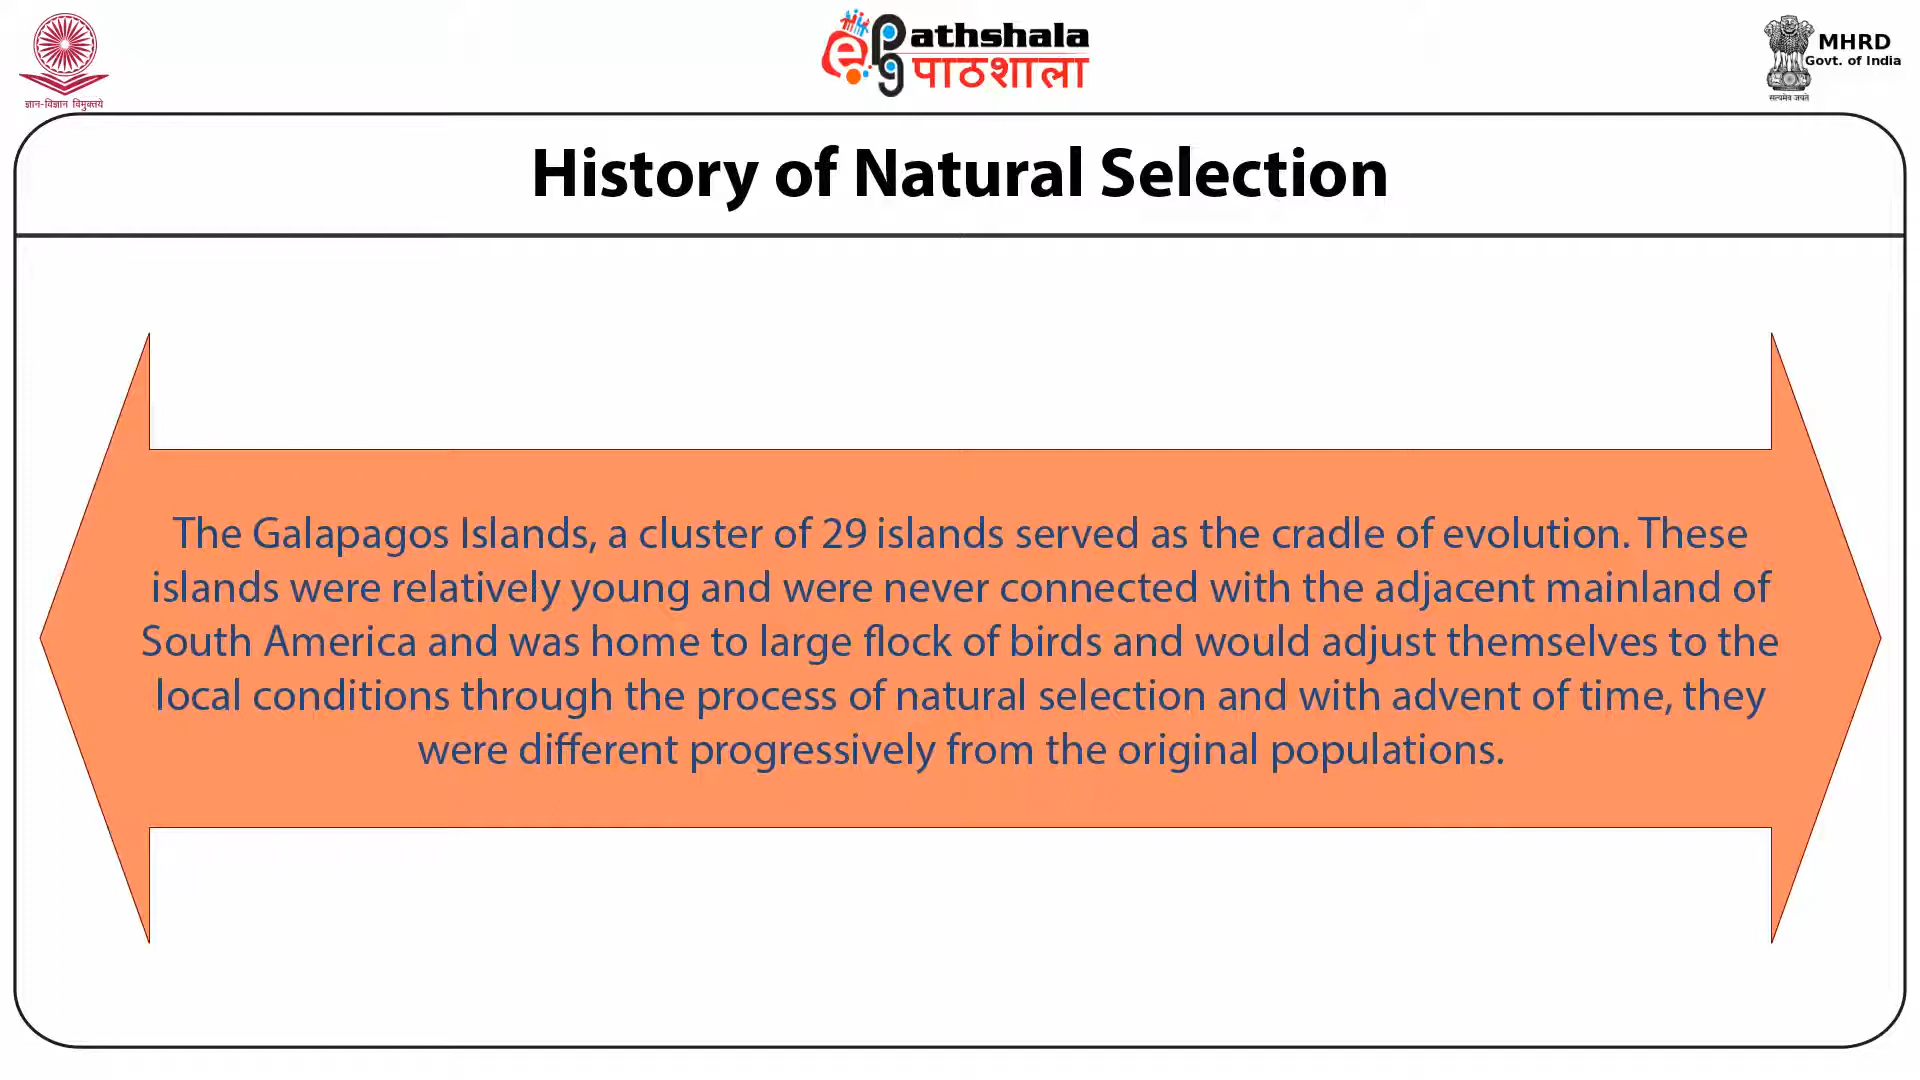 ज्ञान-विज्ञान विमुक्तये
ePathshala
पाठशाला
MHRD
Govt. of India
सत्यमेव जयते
History of Natural Selection
The Galapagos Islands, a cluster of 29 islands served as the cradle of evolution. These
islands were relatively young and were never connected with the adjacent mainland of
South America and was home to large flock of birds and would adjust themselves to the
local conditions through the process of natural selection and with advent of time, they
were different progressively from the original populations.